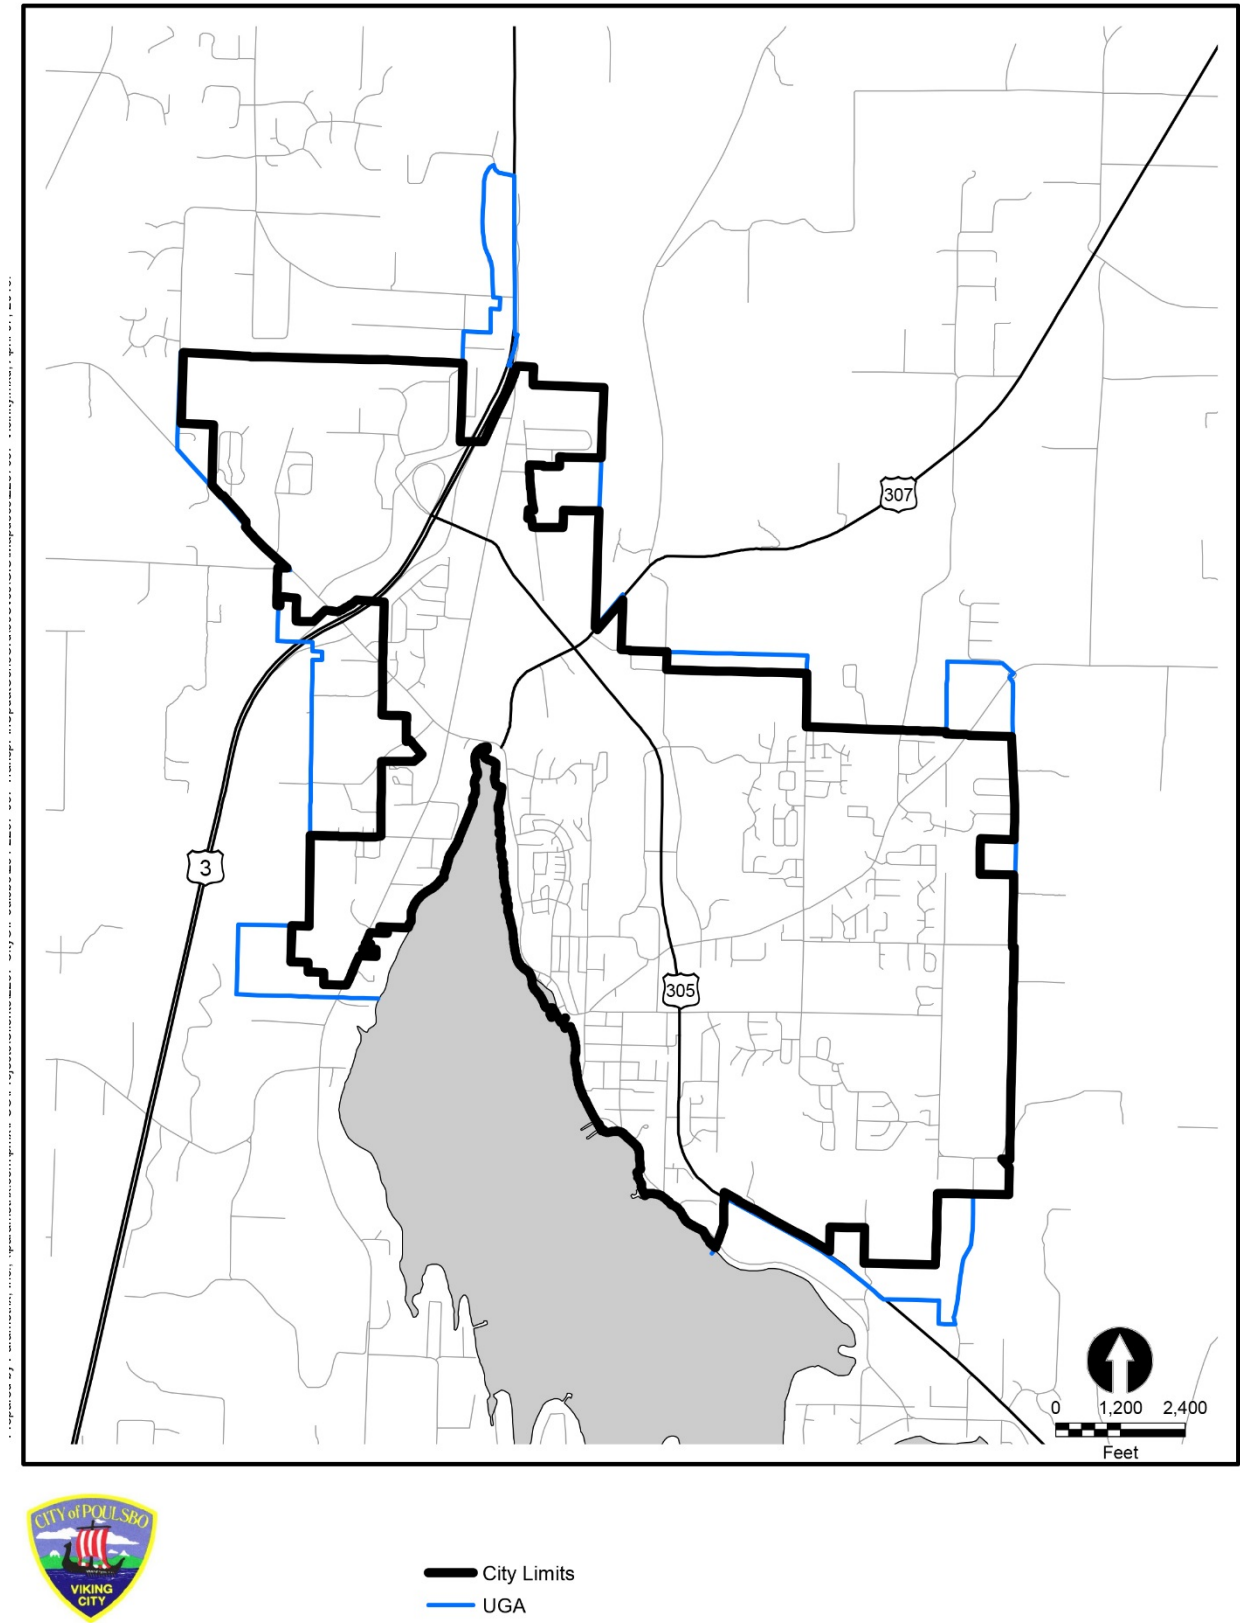 307
3
305
0 1,200 2,400
Feet
CITY of POULSBO
VIKING
CITY
City Limits
UGA